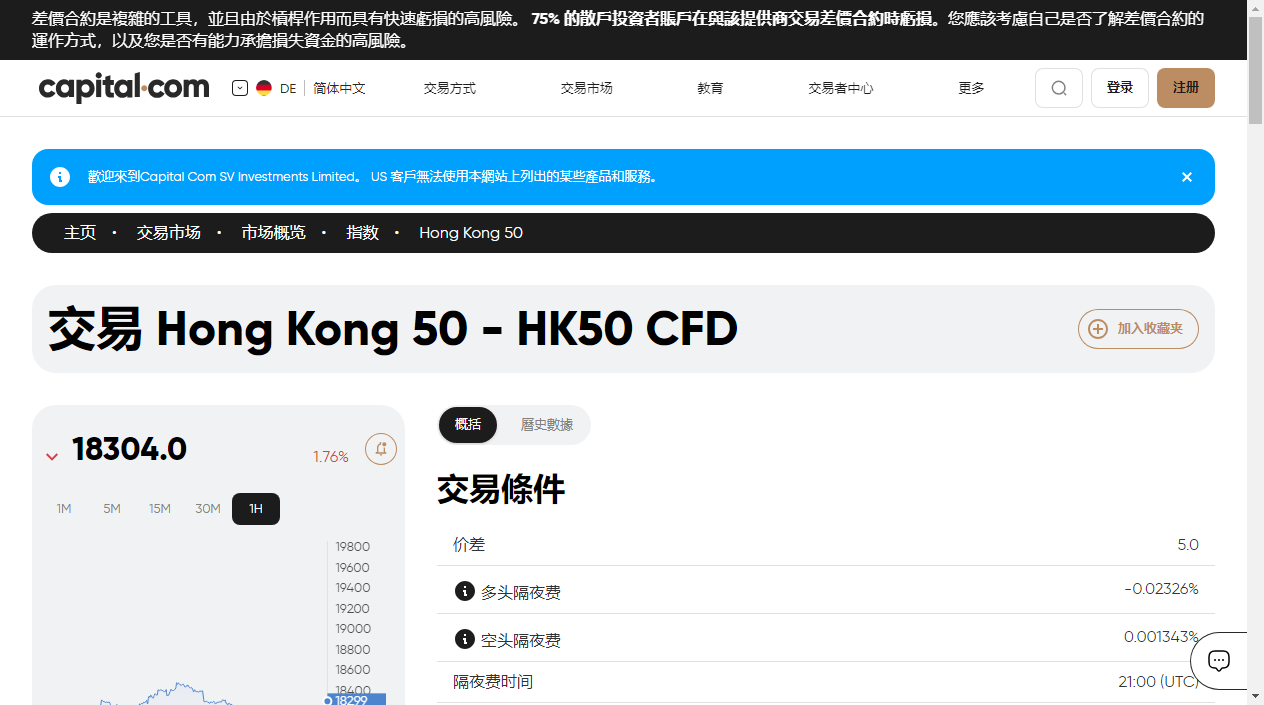 差價合約是複雜的工具，並且由於槓桿作用而具有快速虧損的高風險。 75% 的散戶投資者賬戶在與該提供商交易差價合約時虧損。您應該考慮自己是否了解差價合約的
運作方式，以及您是否有能力承擔損失資金的高風險。
capital.com
DE 简体中文 交易方式 交易市场 教育 交易者中心 更多 登录 注册
歡迎來到Capital Com SV Investments Limited。 US 客戶無法使用本網站上列出的某些產品和服務。
主页 · 交易市场 · 市场概览 · 指数 · Hong Kong 50
交易 Hong Kong 50 - HK50 CFD
加入收藏夹
18304.0
1.76%
1M 5M 15M 30M 1H
19800
19600
19400
19200
19000
18800
18600
18400
18299
概括 曆史數據
交易條件
价差 5.0
多头隔夜费 -0.02326%
空头隔夜费 0.001343%
隔夜费时间 21:00 (UTC)